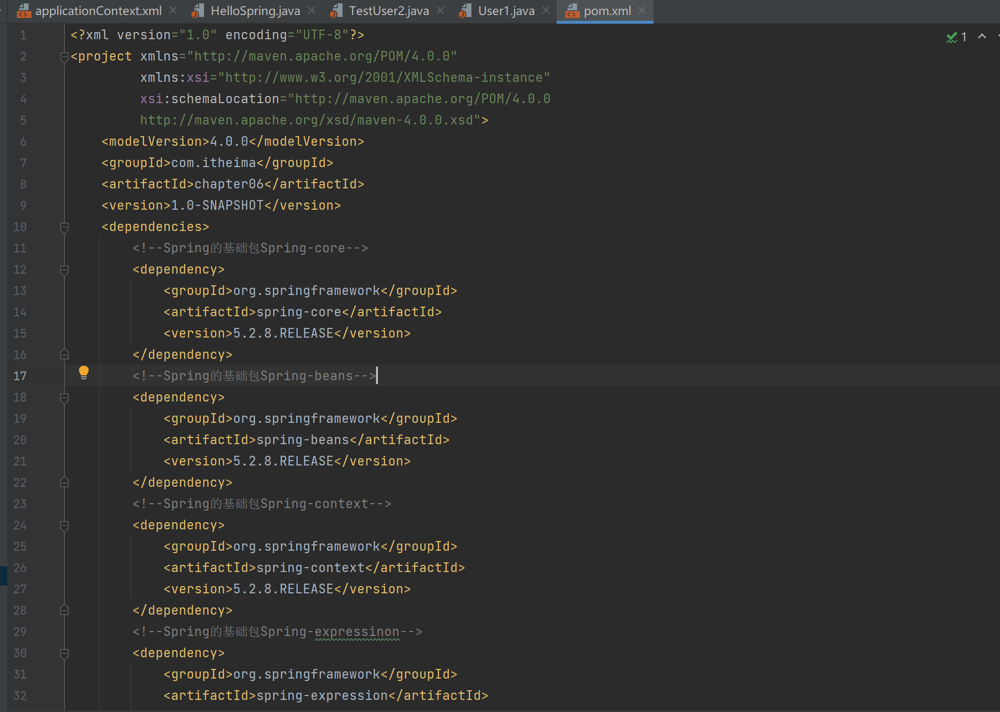 applicationContext.xml HelloSpring.java TestUser2.java User1.java pom.xml
1 <?xml version="1.0" encoding="UTF-8"?> 1
2 <project xmlns="http://maven.apache.org/POM/4.0.0"
3 xmlns:xsi="http://www.w3.org/2001/XMLSchema-instance"
4 xsi:schemaLocation="http://maven.apache.org/POM/4.0.0
5 http://maven.apache.org/xsd/maven-4.0.0.xsd">
6 <modelVersion>4.0.0</modelVersion>
7 <groupId>com.itheima</groupId>
8 <artifactId>chapter06</artifactId>
9 <version>1.0-SNAPSHOT</version>
10 <dependencies>
11 <!--Spring的基础包Spring-core-->
12 <dependency>
13 <groupId>org.springframework</groupId>
14 <artifactId>spring-core</artifactId>
15 <version>5.2.8.RELEASE</version>
16 </dependency>
17 <!--Spring的基础包Spring-beans-->
18 <dependency>
19 <groupId>org.springframework</groupId>
20 <artifactId>spring-beans</artifactId>
21 <version>5.2.8.RELEASE</version>
22 </dependency>
23 <!--Spring的基础包Spring-context-->
24 <dependency>
25 <groupId>org.springframework</groupId>
26 <artifactId>spring-context</artifactId>
27 <version>5.2.8.RELEASE</version>
28 </dependency>
29 <!--Spring的基础包Spring-expressinon-->
30 <dependency>
31 <groupId>org.springframework</groupId>
32 <artifactId>spring-expression</artifactId>